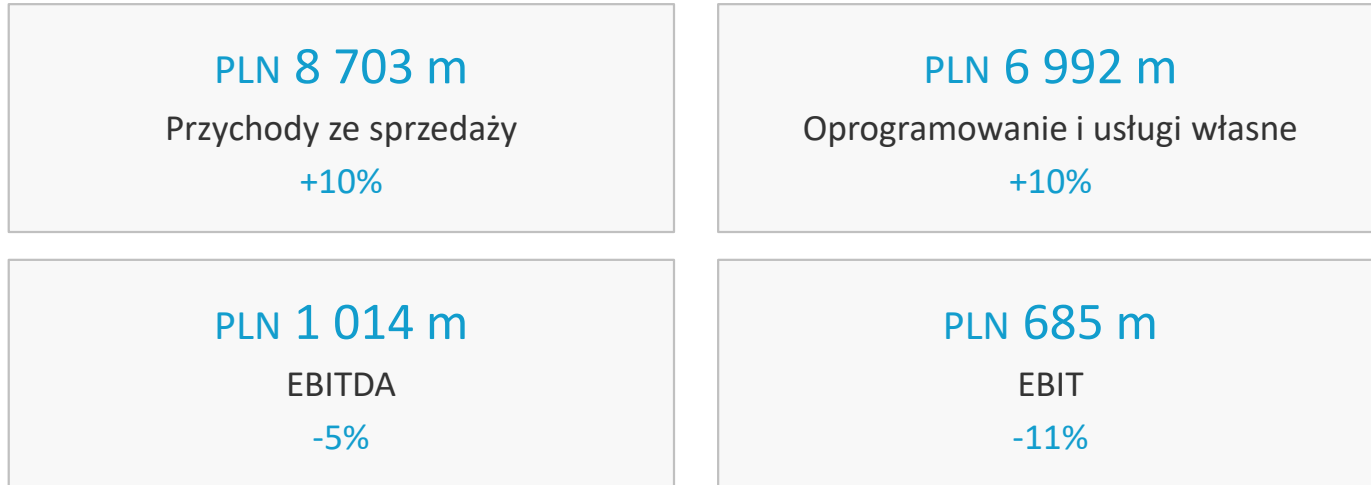 PLN 8 703 m
Przychody ze sprzedaży
+10%
PLN 6 992 m
Oprogramowanie i usługi własne
+10%
PLN 1 014 m
EBITDA
-5%
PLN 685 m
EBIT
-11%